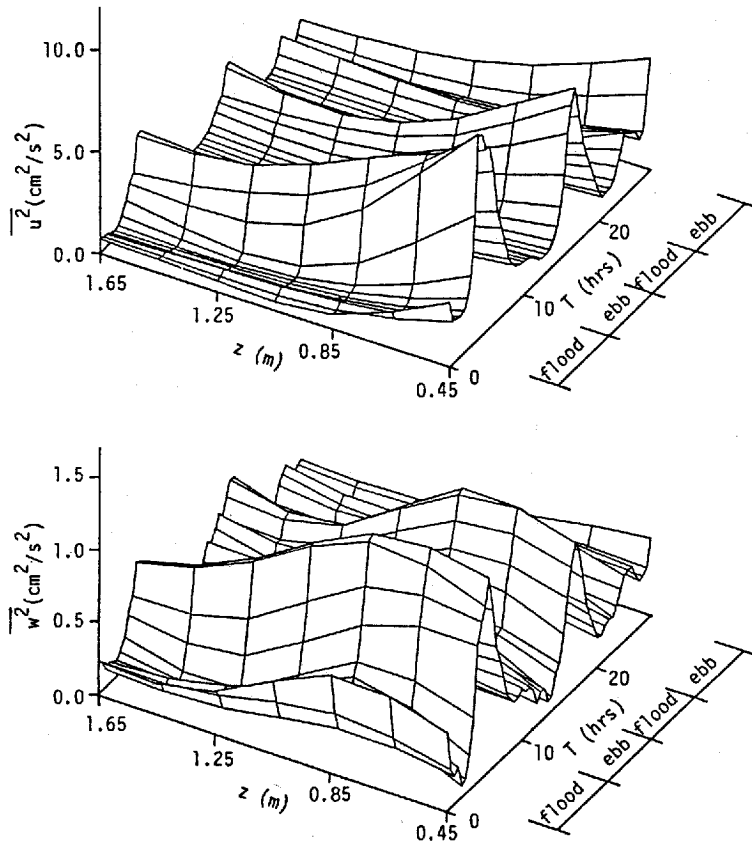 10.0
5.0
0.0
u² (cm²/s²)
1.65
1.25
0.85
0.45
z (m)
0
10
20
T (hrs)
flood
ebb
flood
ebb
1.5
1.0
0.5
0.0
w² (cm²/s²)
1.65
1.25
0.85
0.45
z (m)
0
10
20
T (hrs)
flood
ebb
flood
ebb